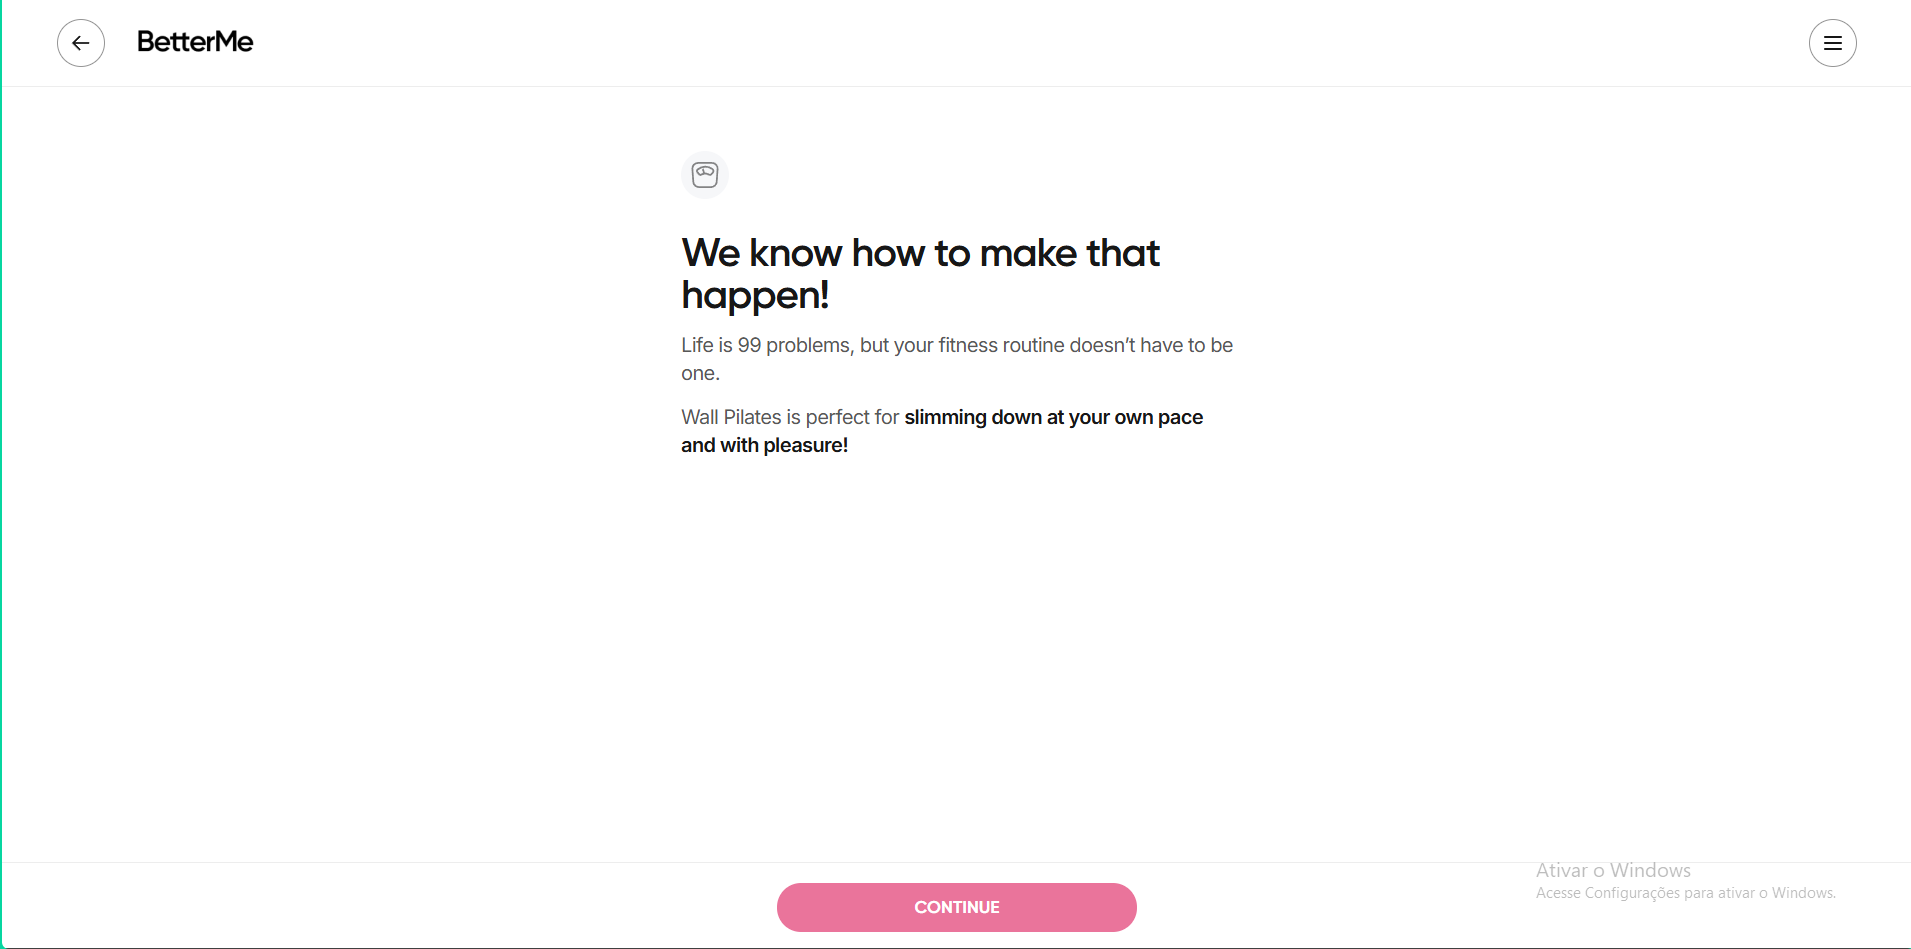 BetterMe
We know how to make that
happen!
Life is 99 problems, but your fitness routine doesn’t have to be
one.
Wall Pilates is perfect for slimming down at your own pace
and with pleasure!
Ativar o Windows
Acesse Configurações para ativar o Windows.
CONTINUE